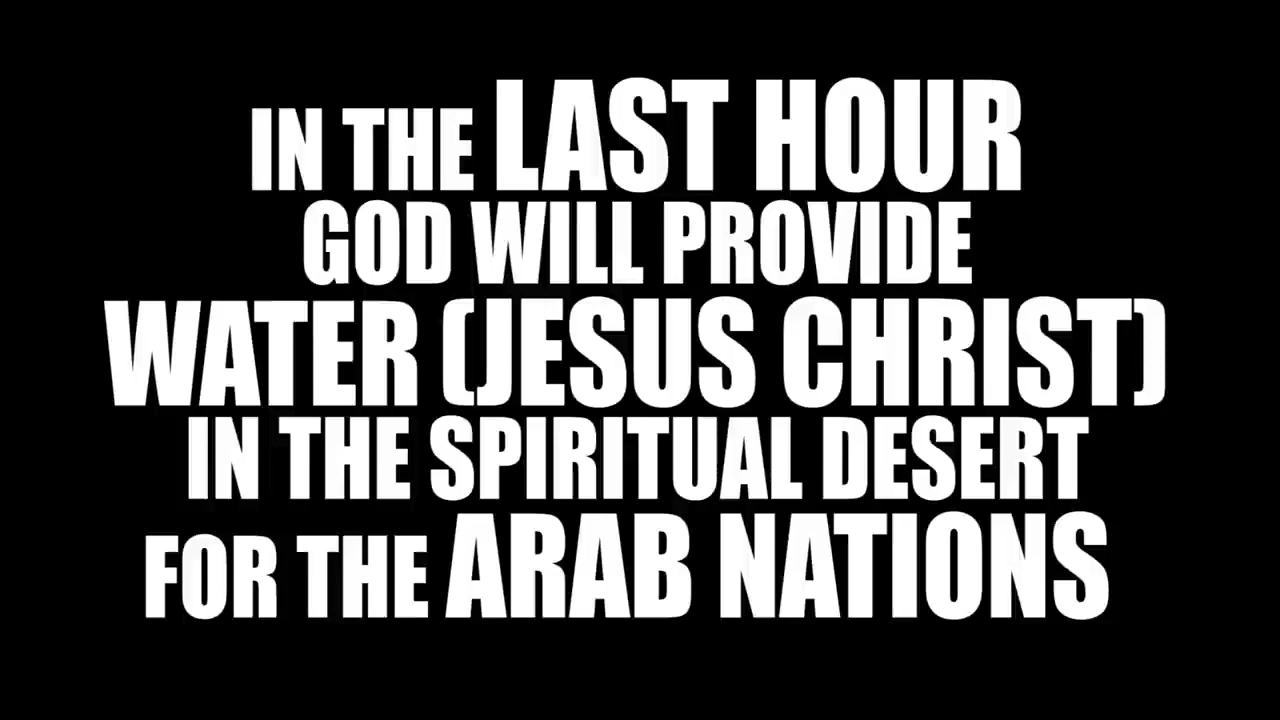 IN THE LAST HOUR
GOD WILL PROVIDE
WATER (JESUS CHRIST)
IN THE SPIRITUAL DESERT
FOR THE ARAB NATIONS